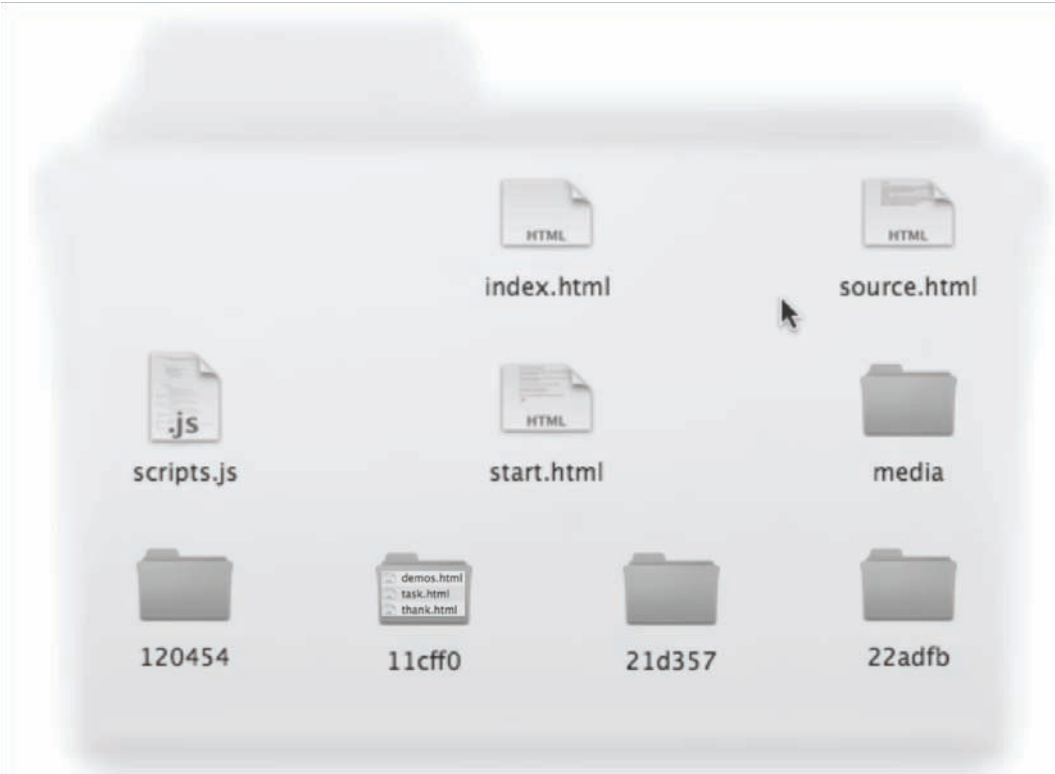 HTML
HTML
index.html
source.html
.js
HTML
scripts.js
start.html
media
demos.html
task.html
thank.html
120454
11cff0
21d357
22adfb